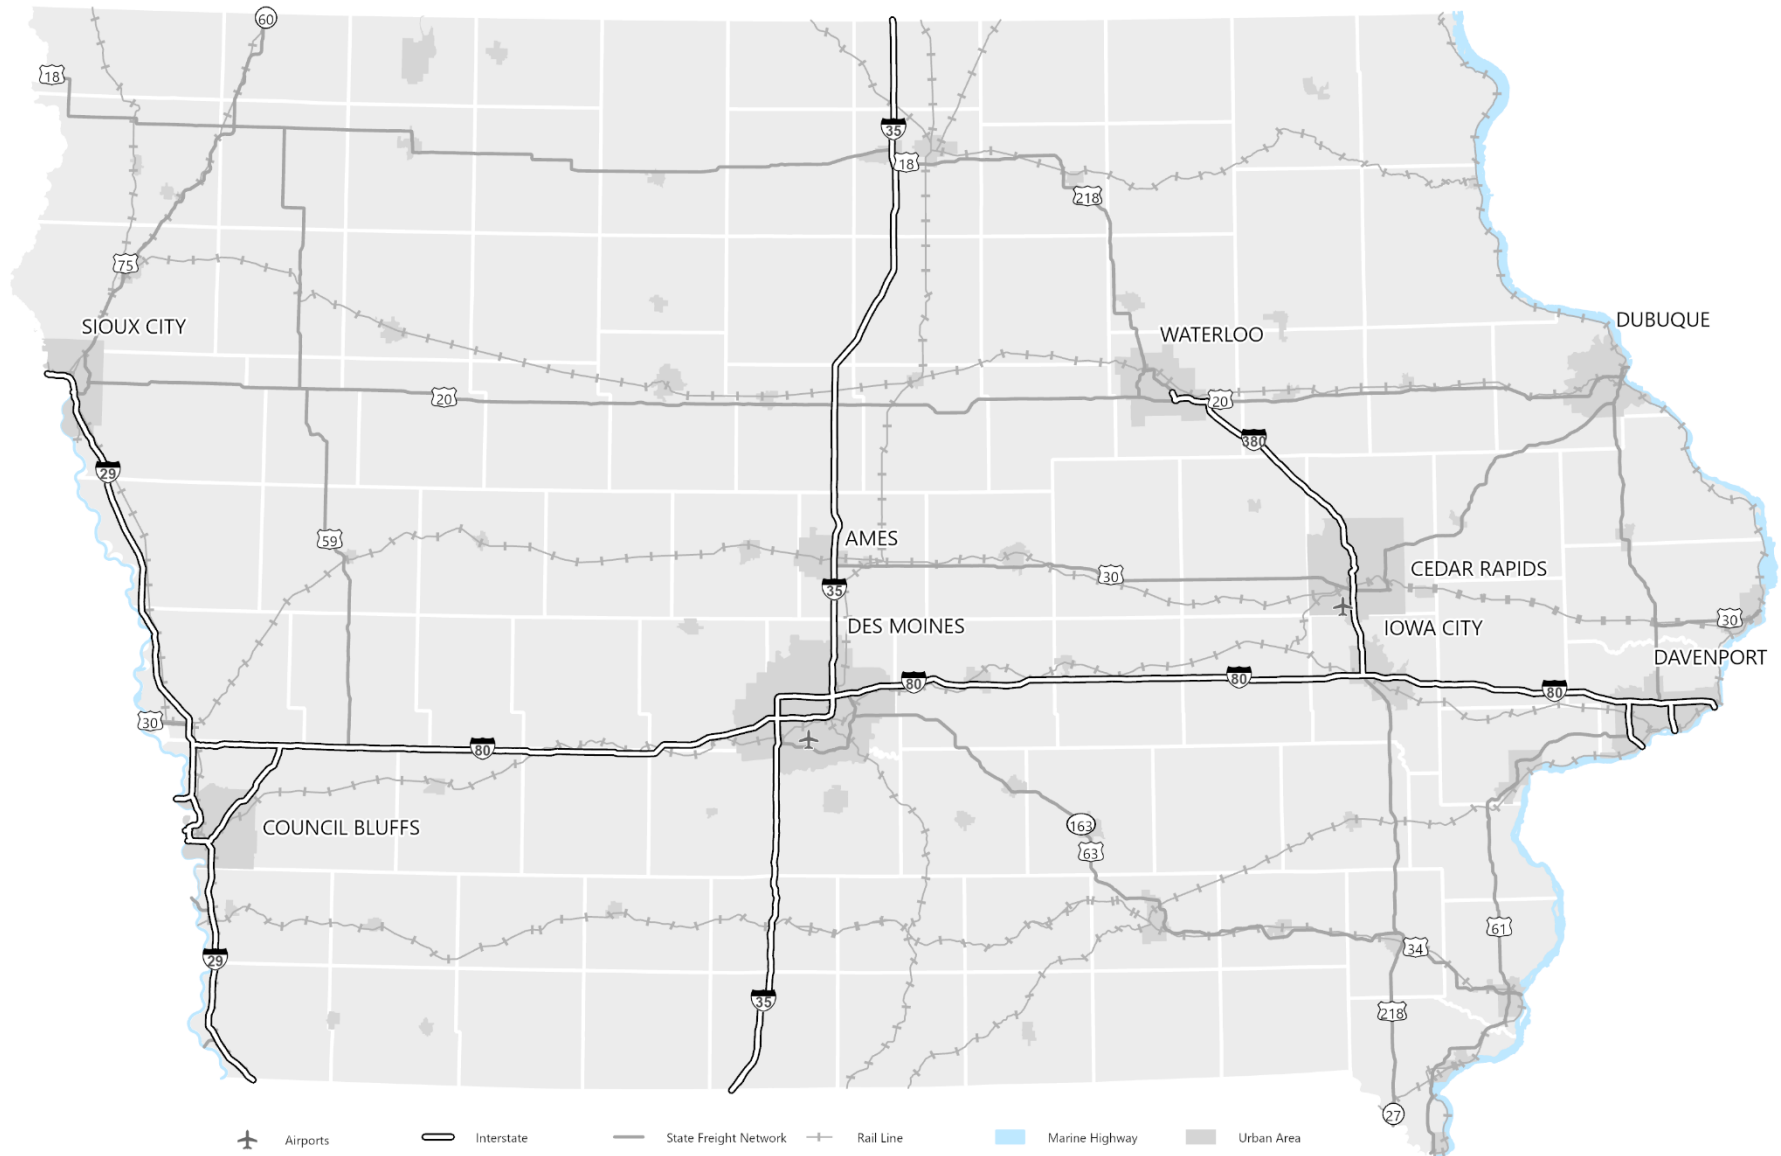 60
18
35
18
218
75
SIOUX CITY
DUBUQUE
WATERLOO
20
20
380
29
59
AMES
30
35
CEDAR RAPIDS
DES MOINES
IOWA CITY
30
DAVENPORT
80
80
80
30
80
COUNCIL BLUFFS
163
63
61
34
29
35
218
27
Airports
Interstate
State Freight Network
Rail Line
Marine Highway
Urban Area